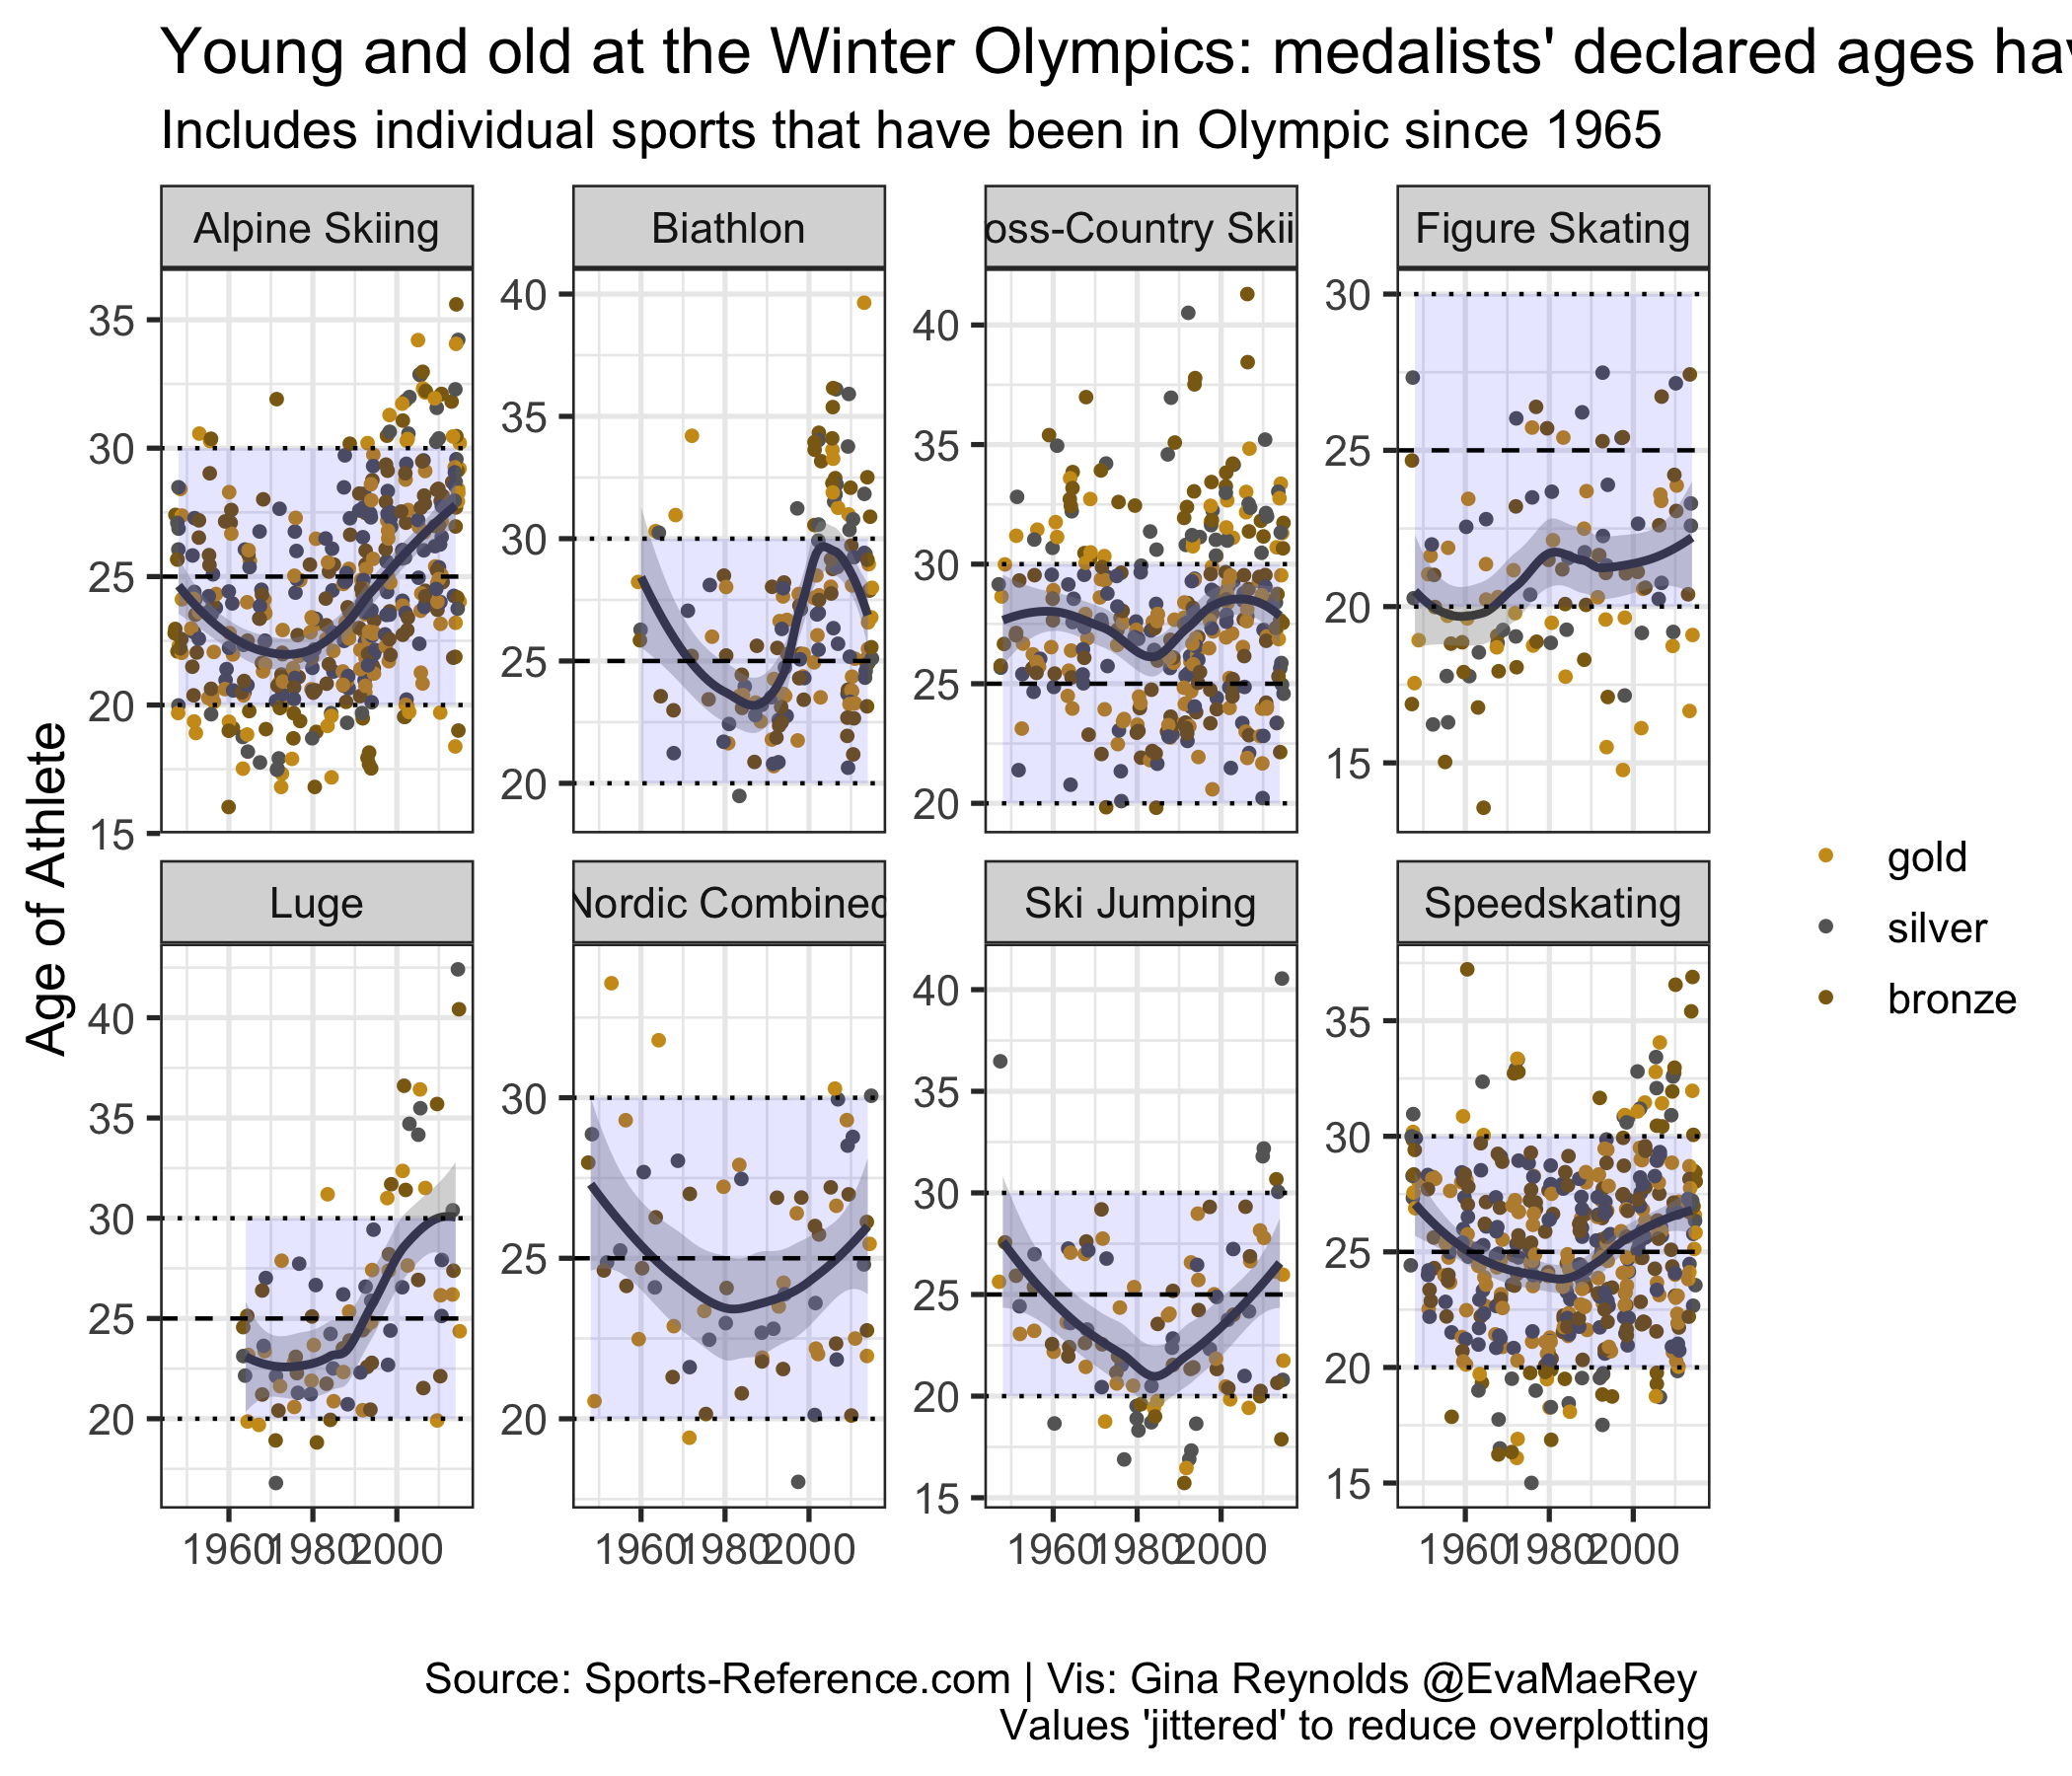 Young and old at the Winter Olympics: medalists' declared ages
Includes individual sports that have been in Olympic since 1965
Alpine Skiing
Biathlon
oss-Country Skii
Figure Skating
35
30
25
20
15
40
35
30
25
20
40
35
30
25
20
30
25
20
15
Age of Athlete
Luge
Nordic Combined
Ski Jumping
Speedskating
40
35
30
25
20
30
25
20
40
35
30
25
20
15
35
30
25
20
15
1960 1980 2000
1960 1980 2000
1960 1980 2000
1960 1980 2000
gold
silver
bronze
Source: Sports-Reference.com | Vis: Gina Reynolds @EvaMaeRey
Values 'jittered' to reduce overplotting